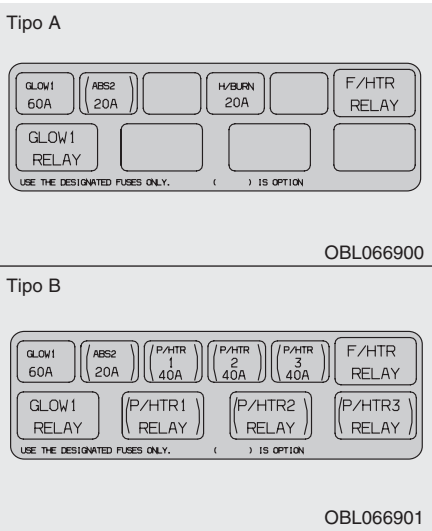 Tipo A
GLOW1 (ABS2) H/BURN F/HTR
60A (20A) 20A RELAY
GLOW1
RELAY
USE THE DESIGNATED FUSES ONLY. ( ) IS OPTION
OBL066900
Tipo B
GLOW1 (ABS2) (P/HTR (P/HTR (P/HTR F/HTR
60A (20A) 1 2 3 RELAY
40A) 40A) 40A)
GLOW1 (P/HTR1 (P/HTR2 (P/HTR3
RELAY RELAY) RELAY) RELAY)
USE THE DESIGNATED FUSES ONLY. ( ) IS OPTION
OBL066901